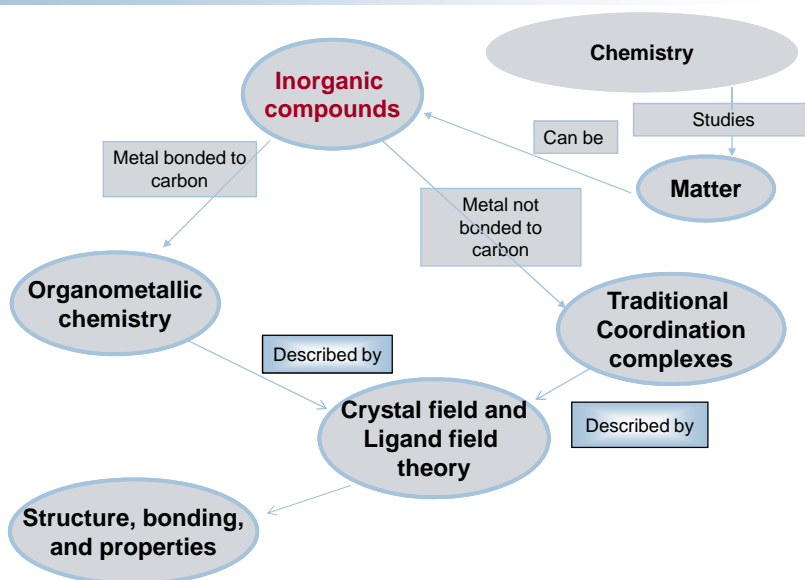 Chemistry
Inorganic
compounds
Studies
Can be
Metal bonded to
carbon
Matter
Metal not
bonded to
carbon
Organometallic
chemistry
Traditional
Coordination
complexes
Described by
Crystal field and
Ligand field
theory
Described by
Structure, bonding,
and properties